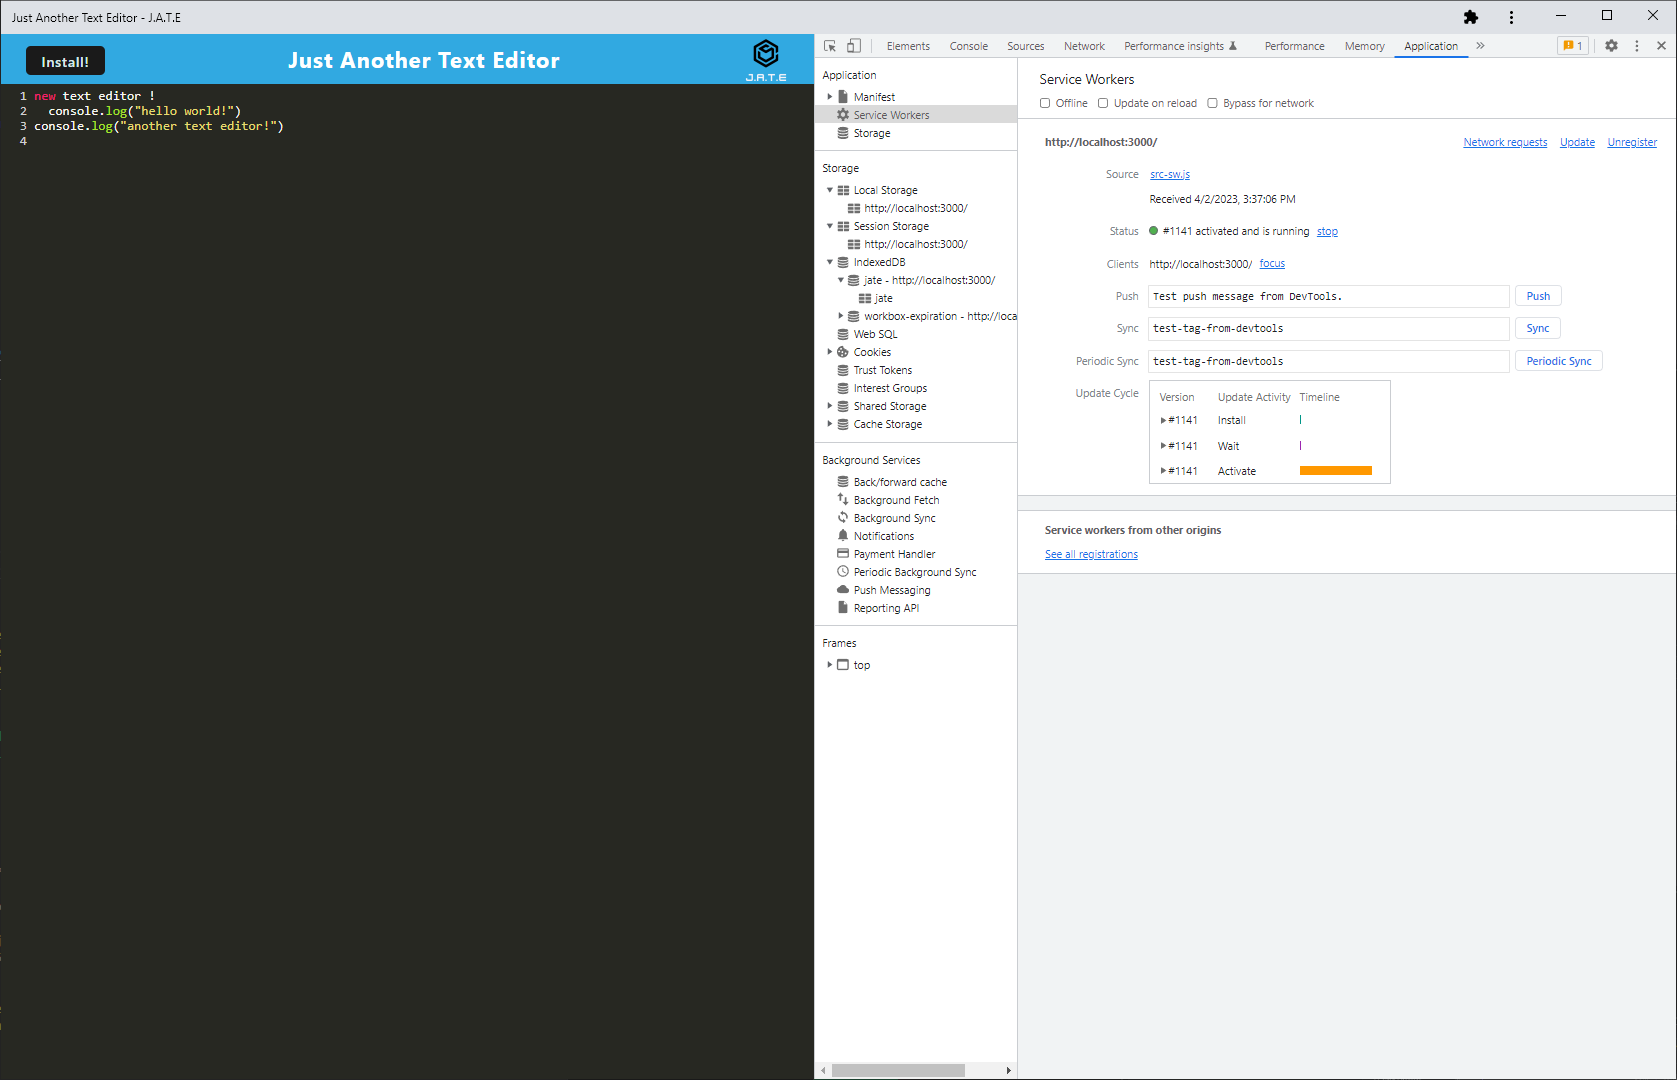 Just Another Text Editor - J.A.T.E
Install!
Just Another Text Editor
J.A.T.E
1 new text editor !
2 console.log("hello world!")
3 console.log("another text editor!")
4
Elements Console Sources Network Performance insights Performance Memory Application 1
Application
Manifest
Service Workers
Storage
Storage
Local Storage
http://localhost:3000/
Session Storage
http://localhost:3000/
IndexedDB
jate - http://localhost:3000/
jate
workbox-expiration - http://loca
Web SQL
Cookies
Trust Tokens
Interest Groups
Shared Storage
Cache Storage
Background Services
Back/forward cache
Background Fetch
Background Sync
Notifications
Payment Handler
Periodic Background Sync
Push Messaging
Reporting API
Frames
top
Service Workers
Offline Update on reload Bypass for network
http://localhost:3000/ Network requests Update Unregister
Source src-sw.js
Received 4/2/2023, 3:37:06 PM
Status #1141 activated and is running stop
Clients http://localhost:3000/ focus
Push Test push message from DevTools. Push
Sync test-tag-from-devtools Sync
Periodic Sync test-tag-from-devtools Periodic Sync
Update Cycle Version Update Activity Timeline
#1141 Install
#1141 Wait
#1141 Activate
Service workers from other origins
See all registrations